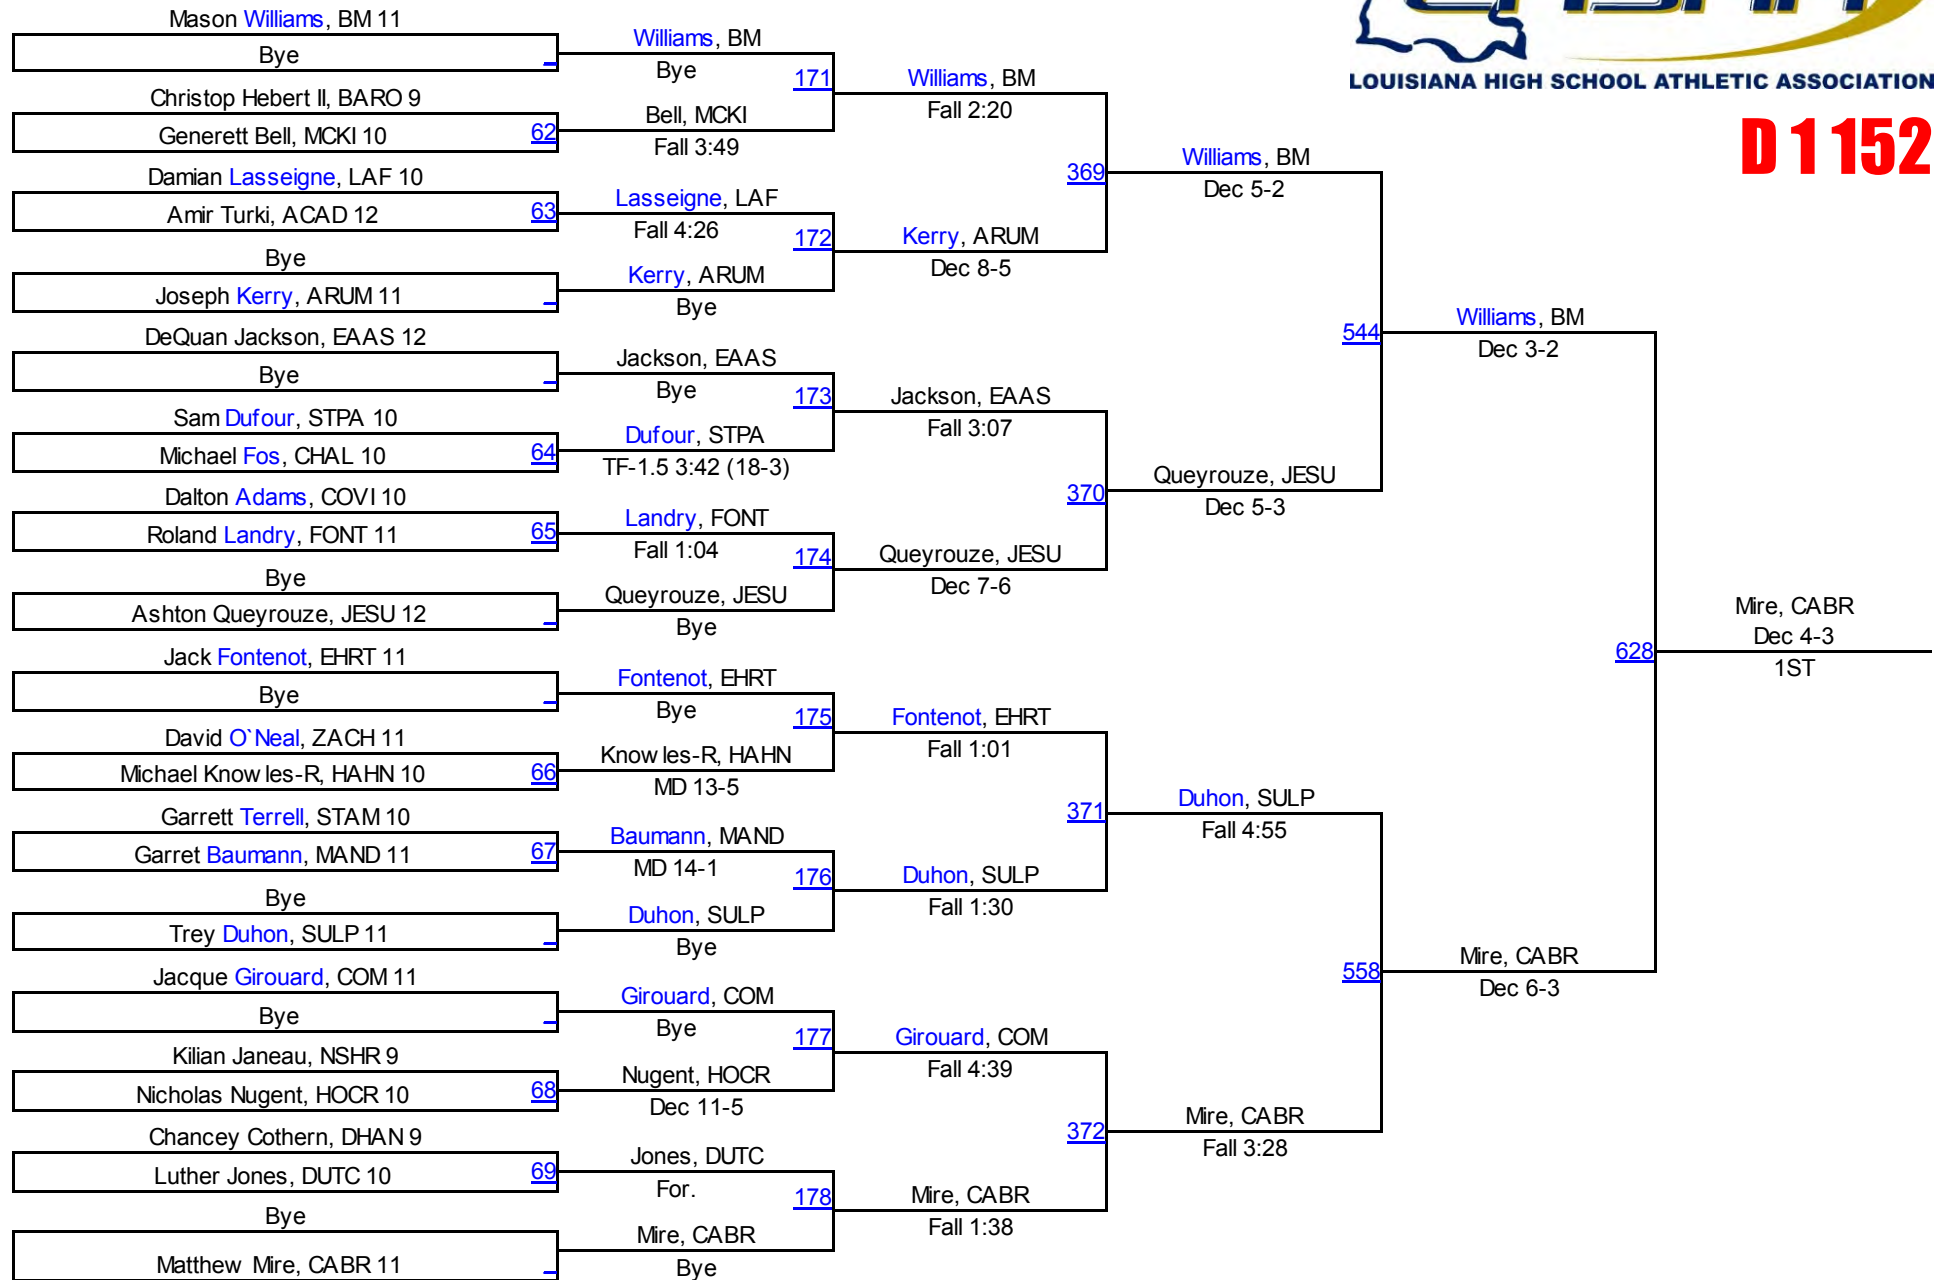 Mason Williams, BM 11
Bye
Christop Hebert II, BARO 9
Generett Bell, MCKI 10
62
Damian Lasseigne, LAF 10
Amir Turki, ACAD 12
63
Bye
Joseph Kerry, ARUM 11
DeQuan Jackson, EAAS 12
Bye
Sam Dufour, STPA 10
Michael Fos, CHAL 10
64
Dalton Adams, COVI 10
Roland Landry, FONT 11
65
Bye
Ashton Queyrouze, JESU 12
Jack Fontenot, EHRT 11
Bye
David O`Neal, ZACH 11
Michael Knowles-R, HAHN 10
66
Garrett Terrell, STAM 10
Garret Baumann, MAND 11
67
Bye
Trey Duhon, SULP 11
Jacque Girouard, COM 11
Bye
Kilian Janeau, NSHR 9
Nicholas Nugent, HOCR 10
68
Chancey Cothern, DHAN 9
Luther Jones, DUTC 10
69
Bye
Matthew Mire, CABR 11
Williams, BM
Bye
171
Bell, MCKI
Fall 3:49
Lasseigne, LAF
Fall 4:26
172
Kerry, ARUM
Bye
Jackson, EAAS
Bye
173
Dufour, STPA
TF-1.5 3:42 (18-3)
Landry, FONT
Fall 1:04
174
Queyrouze, JESU
Bye
Fontenot, EHRT
Bye
175
Knowles-R, HAHN
MD 13-5
Baumann, MAND
MD 14-1
176
Duhon, SULP
Bye
Girouard, COM
Bye
177
Nugent, HOCR
Dec 11-5
Jones, DUTC
For.
178
Mire, CABR
Bye
Williams, BM
Fall 2:20
369
Kerry, ARUM
Dec 8-5
Jackson, EAAS
Fall 3:07
370
Queyrouze, JESU
Dec 7-6
Fontenot, EHRT
Fall 1:01
371
Duhon, SULP
Fall 1:30
Girouard, COM
Fall 4:39
372
Mire, CABR
Fall 1:38
Williams, BM
Dec 5-2
544
Queyrouze, JESU
Dec 5-3
Duhon, SULP
Fall 4:55
558
Mire, CABR
Fall 3:28
Williams, BM
Dec 3-2
628
Mire, CABR
Dec 6-3
Mire, CABR
Dec 4-3
1ST
LOUISIANA HIGH SCHOOL ATHLETIC ASSOCIATION
D 1 152